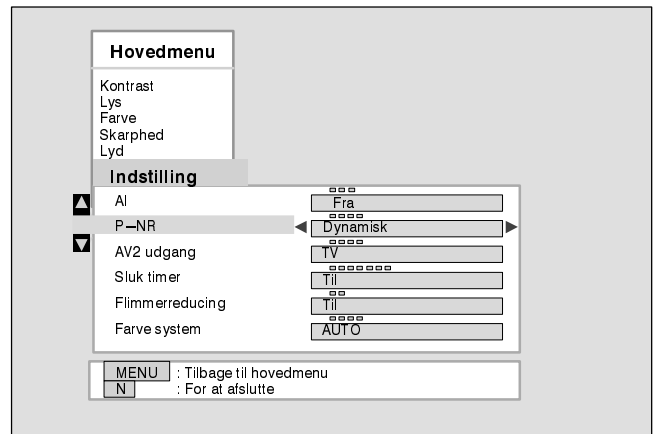 Hovedmenu
Kontrast
Lys
Farve
Skarphed
Lyd
Indstilling
AI Fra
P–NR Dynamisk
AV2 udgang TV
Sluk timer Til
Flimmerreducing Til
Farve system AUTO
MENU : Tilbage til hovedmenu
N : For at afslutte